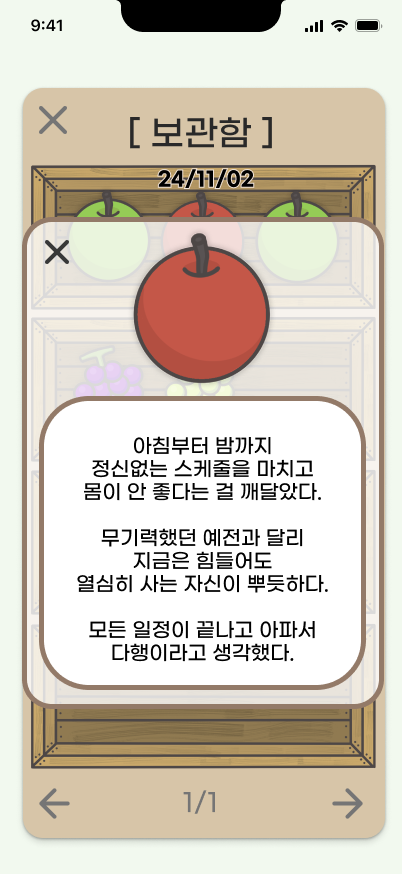 9:41
[ 보관함 ]
24/11/02
아침부터 밤까지
정신없는 스케줄을 마치고
몸이 안 좋다는 걸 깨달았다.
무기력했던 예전과 달리
지금은 힘들어도
열심히 사는 자신이 뿌듯하다.
모든 일정이 끝나고 아파서
다행이라고 생각했다.
1/1